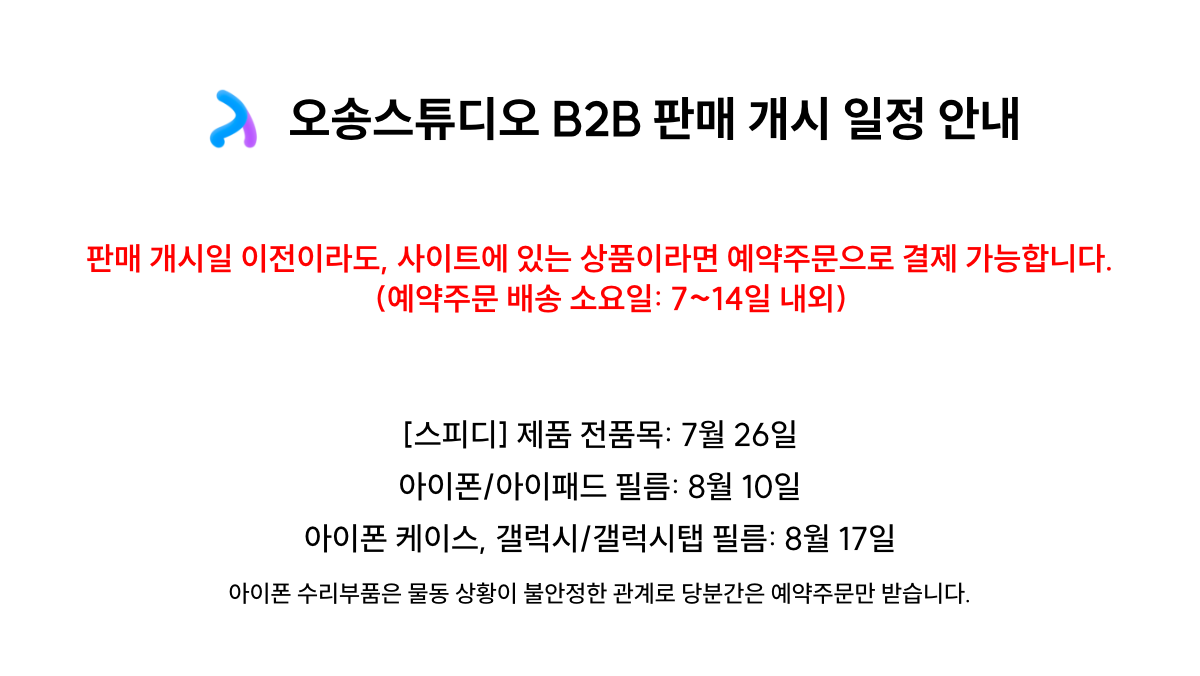 오송스튜디오 B2B 판매 개시 일정 안내
판매 개시일 이전이라도, 사이트에 있는 상품이라면 예약주문으로 결제 가능합니다.
(예약주문 배송 소요일: 7~14일 내외)
[스피디] 제품 전품목: 7월 26일
아이폰/아이패드 필름: 8월 10일
아이폰 케이스, 갤럭시/갤럭시탭 필름: 8월 17일
아이폰 수리부품은 물동 상황이 불안정한 관계로 당분간은 예약주문만 받습니다.